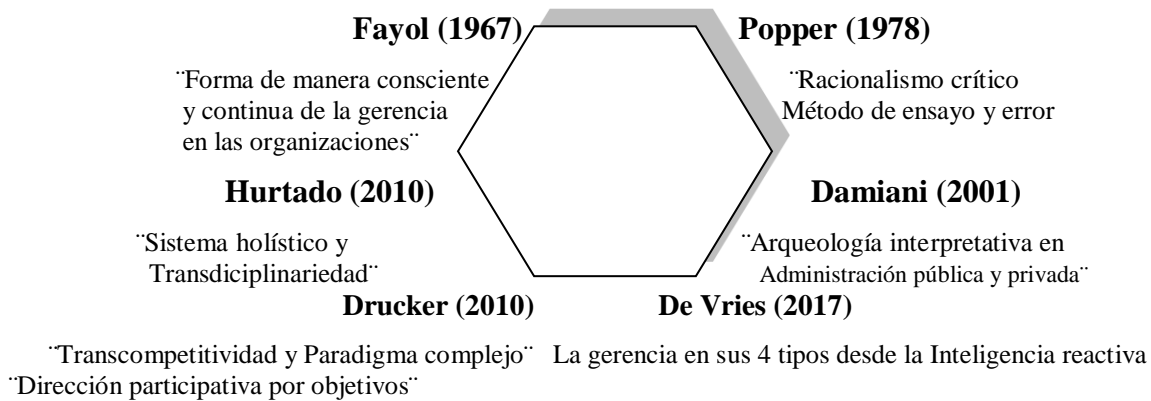 Fayol (1967)
¨Forma de manera consciente
y continua de la gerencia
en las organizaciones¨
Popper (1978)
¨Racionalismo crítico
Método de ensayo y error
Hurtado (2010)
¨Sistema holístico y
Transdiciplinariedad¨
Damiani (2001)
¨Arqueología interpretativa en
Administración pública y privada¨
Drucker (2010)
¨Transcompetitividad y Paradigma complejo¨
¨Dirección participativa por objetivos¨
De Vries (2017)
La gerencia en sus 4 tipos desde la Inteligencia reactiva